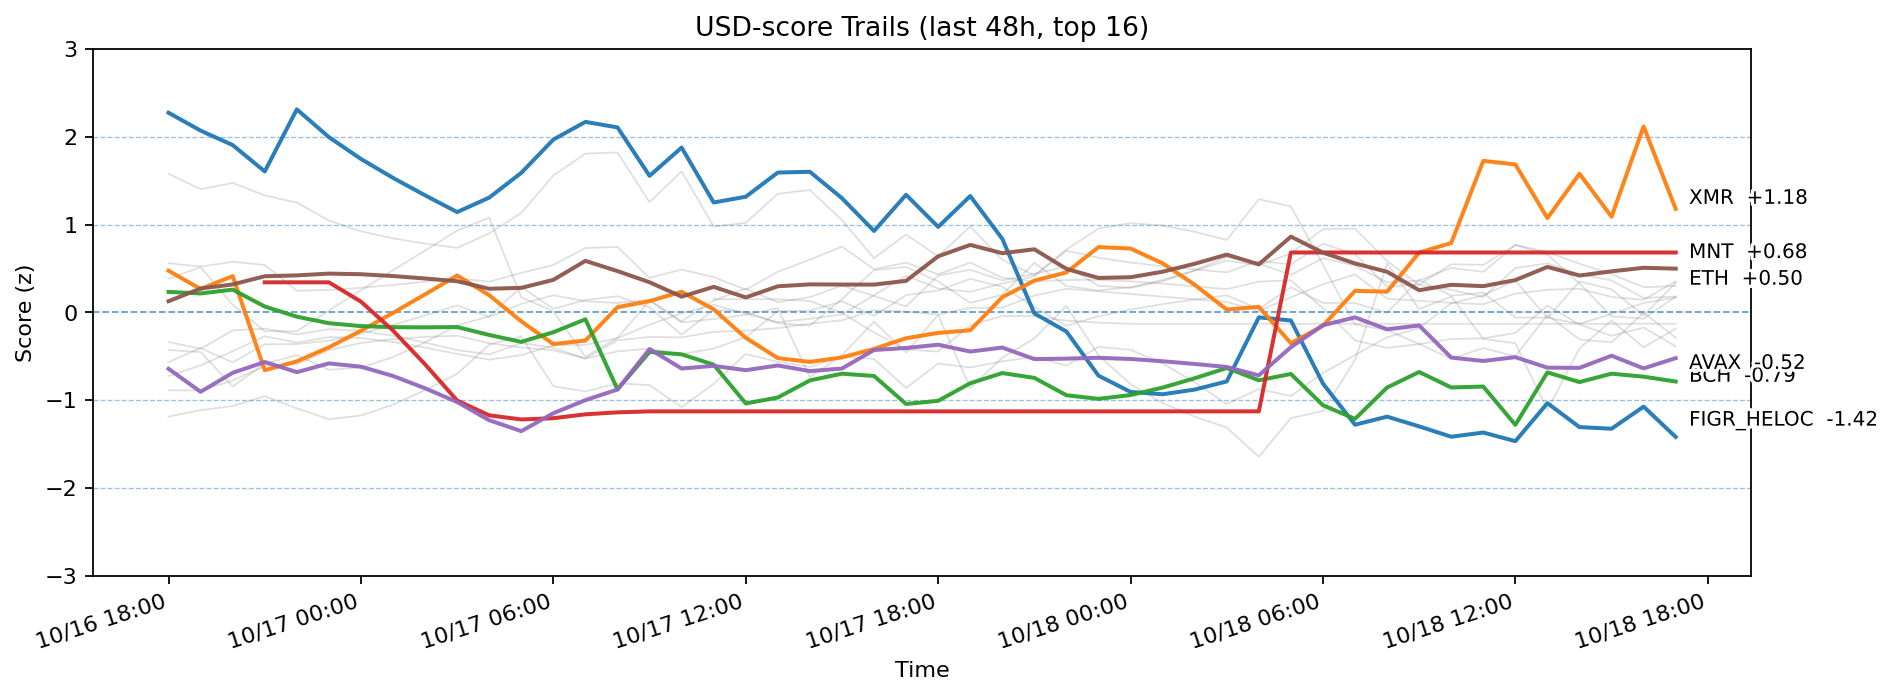 USD-score Trails (last 48h, top 16)
Score (z)
3
2
1
0
−1
−2
−3
XMR +1.18
MNT +0.68
ETH +0.50
AVAX -0.52
BCH -0.79
FIGR_HELOC -1.42
10/16 18:00
10/17 00:00
10/17 06:00
10/17 12:00
10/17 18:00
10/18 00:00
10/18 06:00
10/18 12:00
10/18 18:00
Time